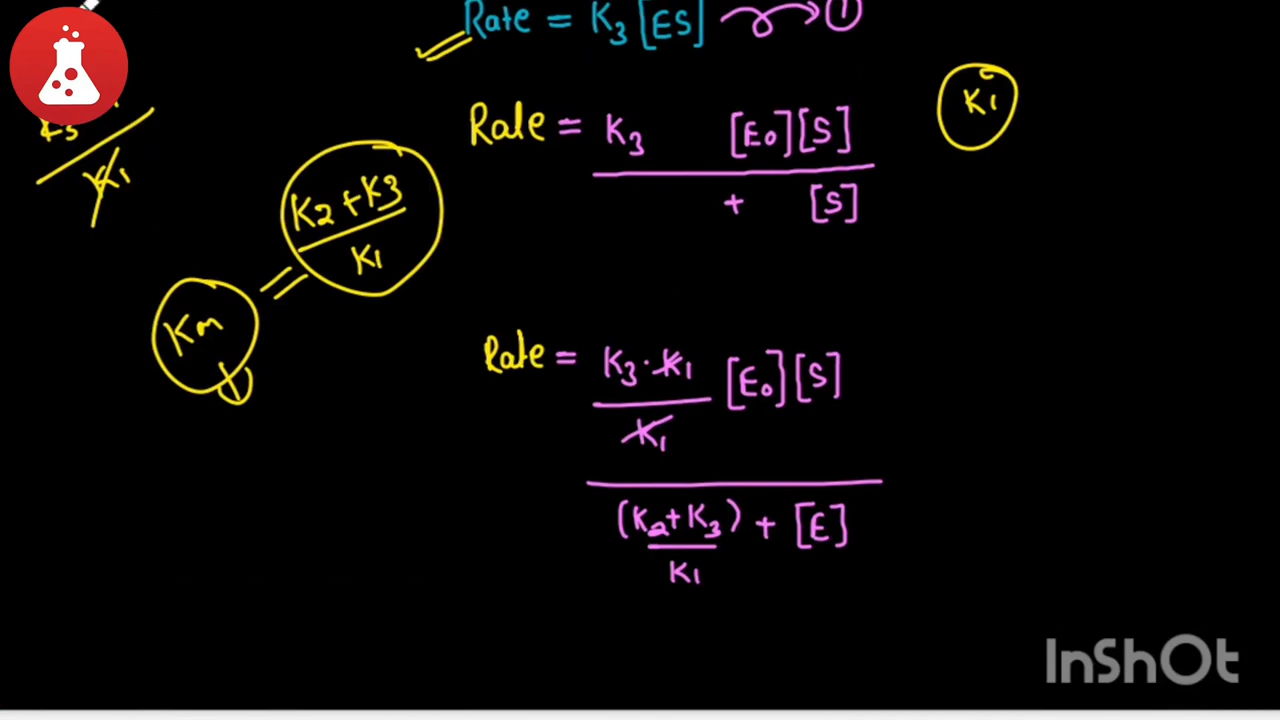 Rate = K3 [ES] ①
Rate = K3 [E0][S]
+ [S]
K1
K1
K2 + K3
K1
Km
Rate = K3 · K1 [E0][S]
K1
(K2 + K3) + [E]
K1
InShOt